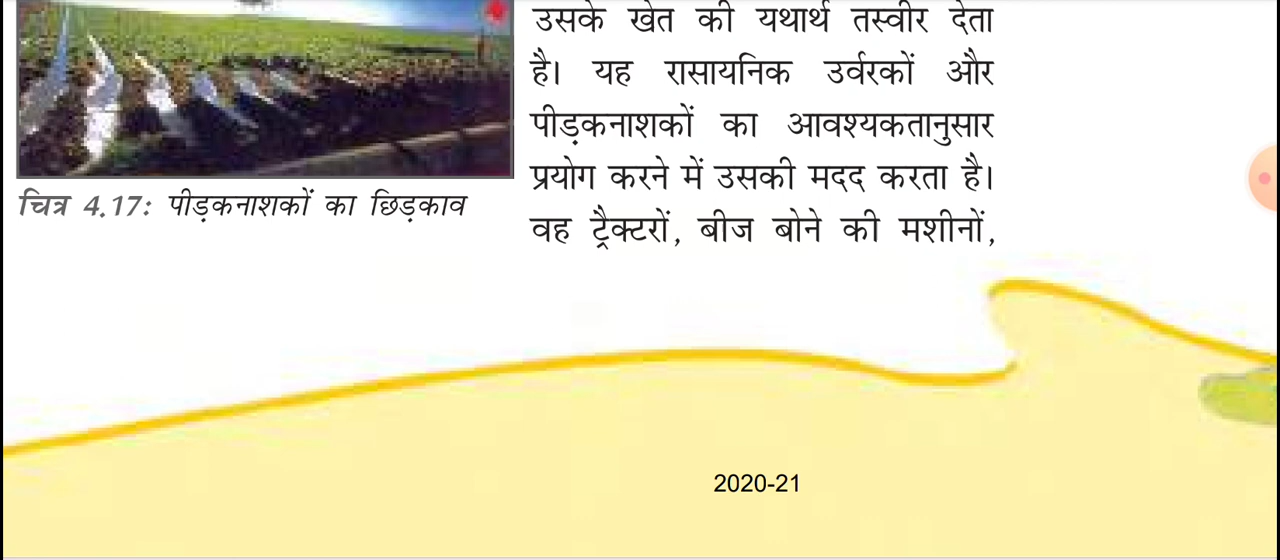 उसके खेत की यथार्थ तस्वीर देता
है। यह रासायनिक उर्वरकों और
पीड़कनाशकों का आवश्यकतानुसार
प्रयोग करने में उसकी मदद करता है।
वह ट्रैक्टरों, बीज बोने की मशीनों,
चित्र 4.17: पीड़कनाशकों का छिड़काव
2020-21